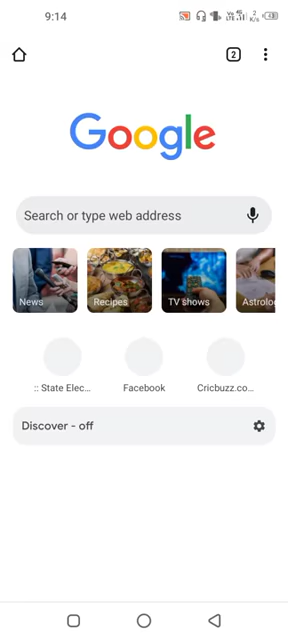 9:14
2
Google
Search or type web address
News
Recipes
TV shows
Astrolo
:: State Elec...
Facebook
Cricbuzz.co...
Discover - off